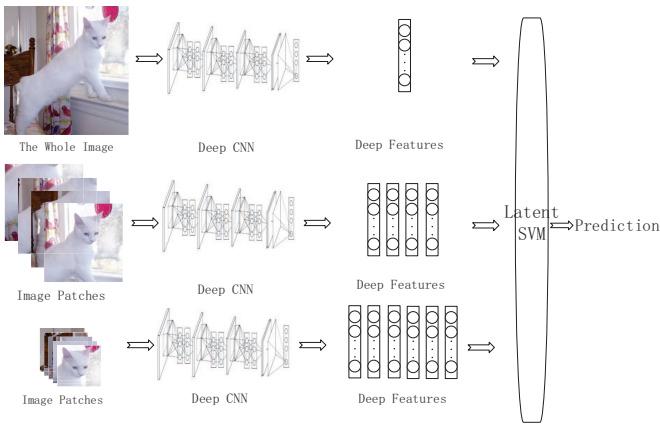 The Whole Image
Deep CNN
Deep Features
Image Patches
Deep CNN
Deep Features
Latent
SVM
Prediction
Image Patches
Deep CNN
Deep Features